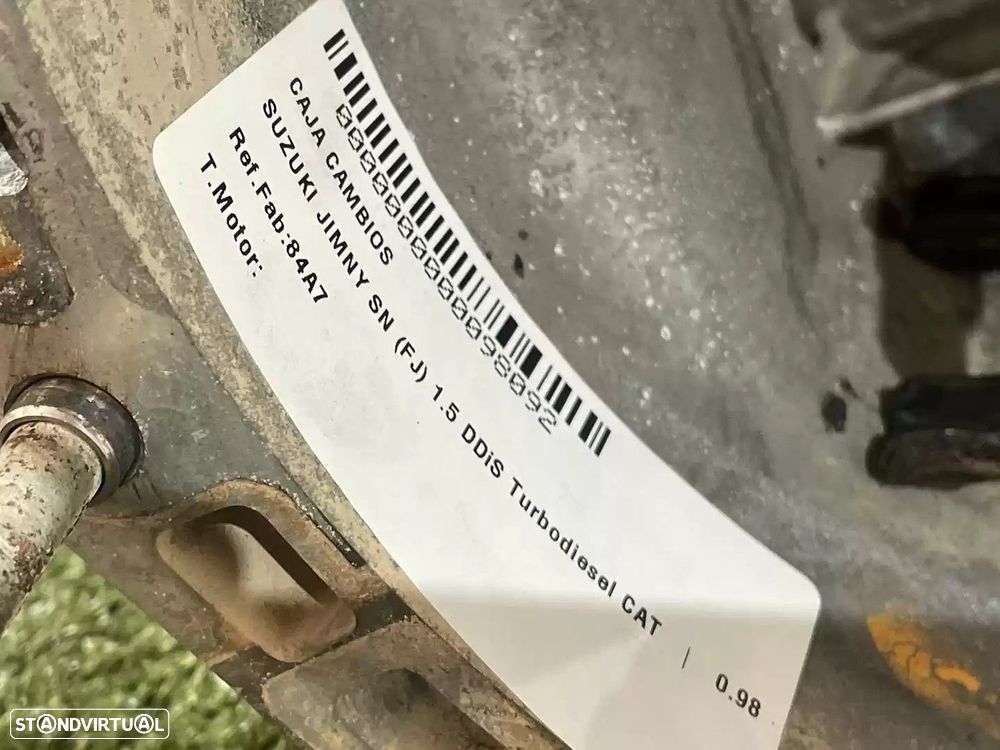 CAJA CAMBIOS
SUZUKI JIMNY SN (FJ) 1.5 DDiS Turbodiesel CAT | 0.98
Ref.Fab:84A7
T.Motor:
STANDVIRTUAL